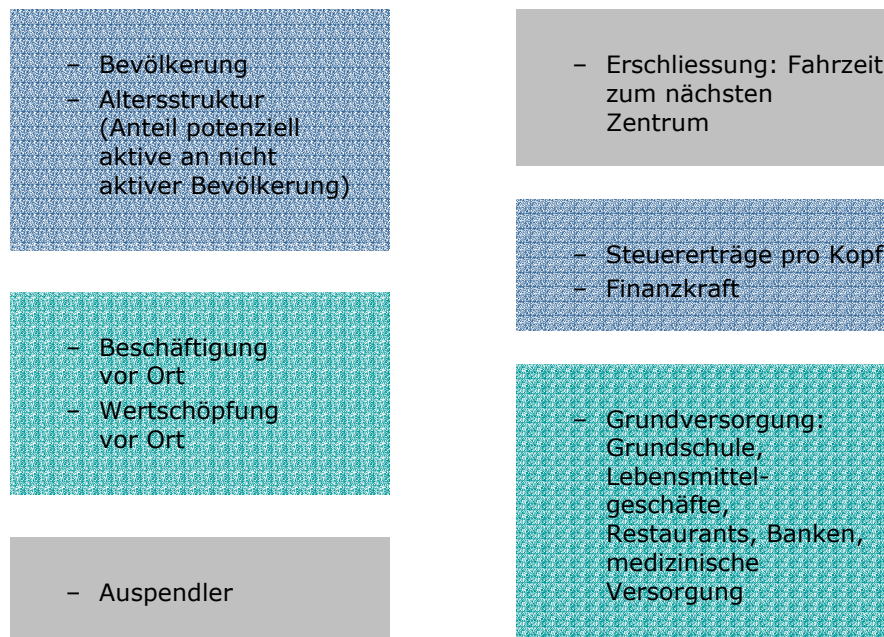 – Bevölkerung
– Altersstruktur
(Anteil potenziell
aktive an nicht
aktiver Bevölkerung)
– Beschäftigung
vor Ort
– Wertschöpfung
vor Ort
– Auspendler
– Erschliessung: Fahrzeit
zum nächsten
Zentrum
– Steuererträge pro Kopf
– Finanzkraft
– Grundversorgung:
Grundschule,
Lebensmittel-
geschäfte,
Restaurants, Banken,
medizinische
Versorgung